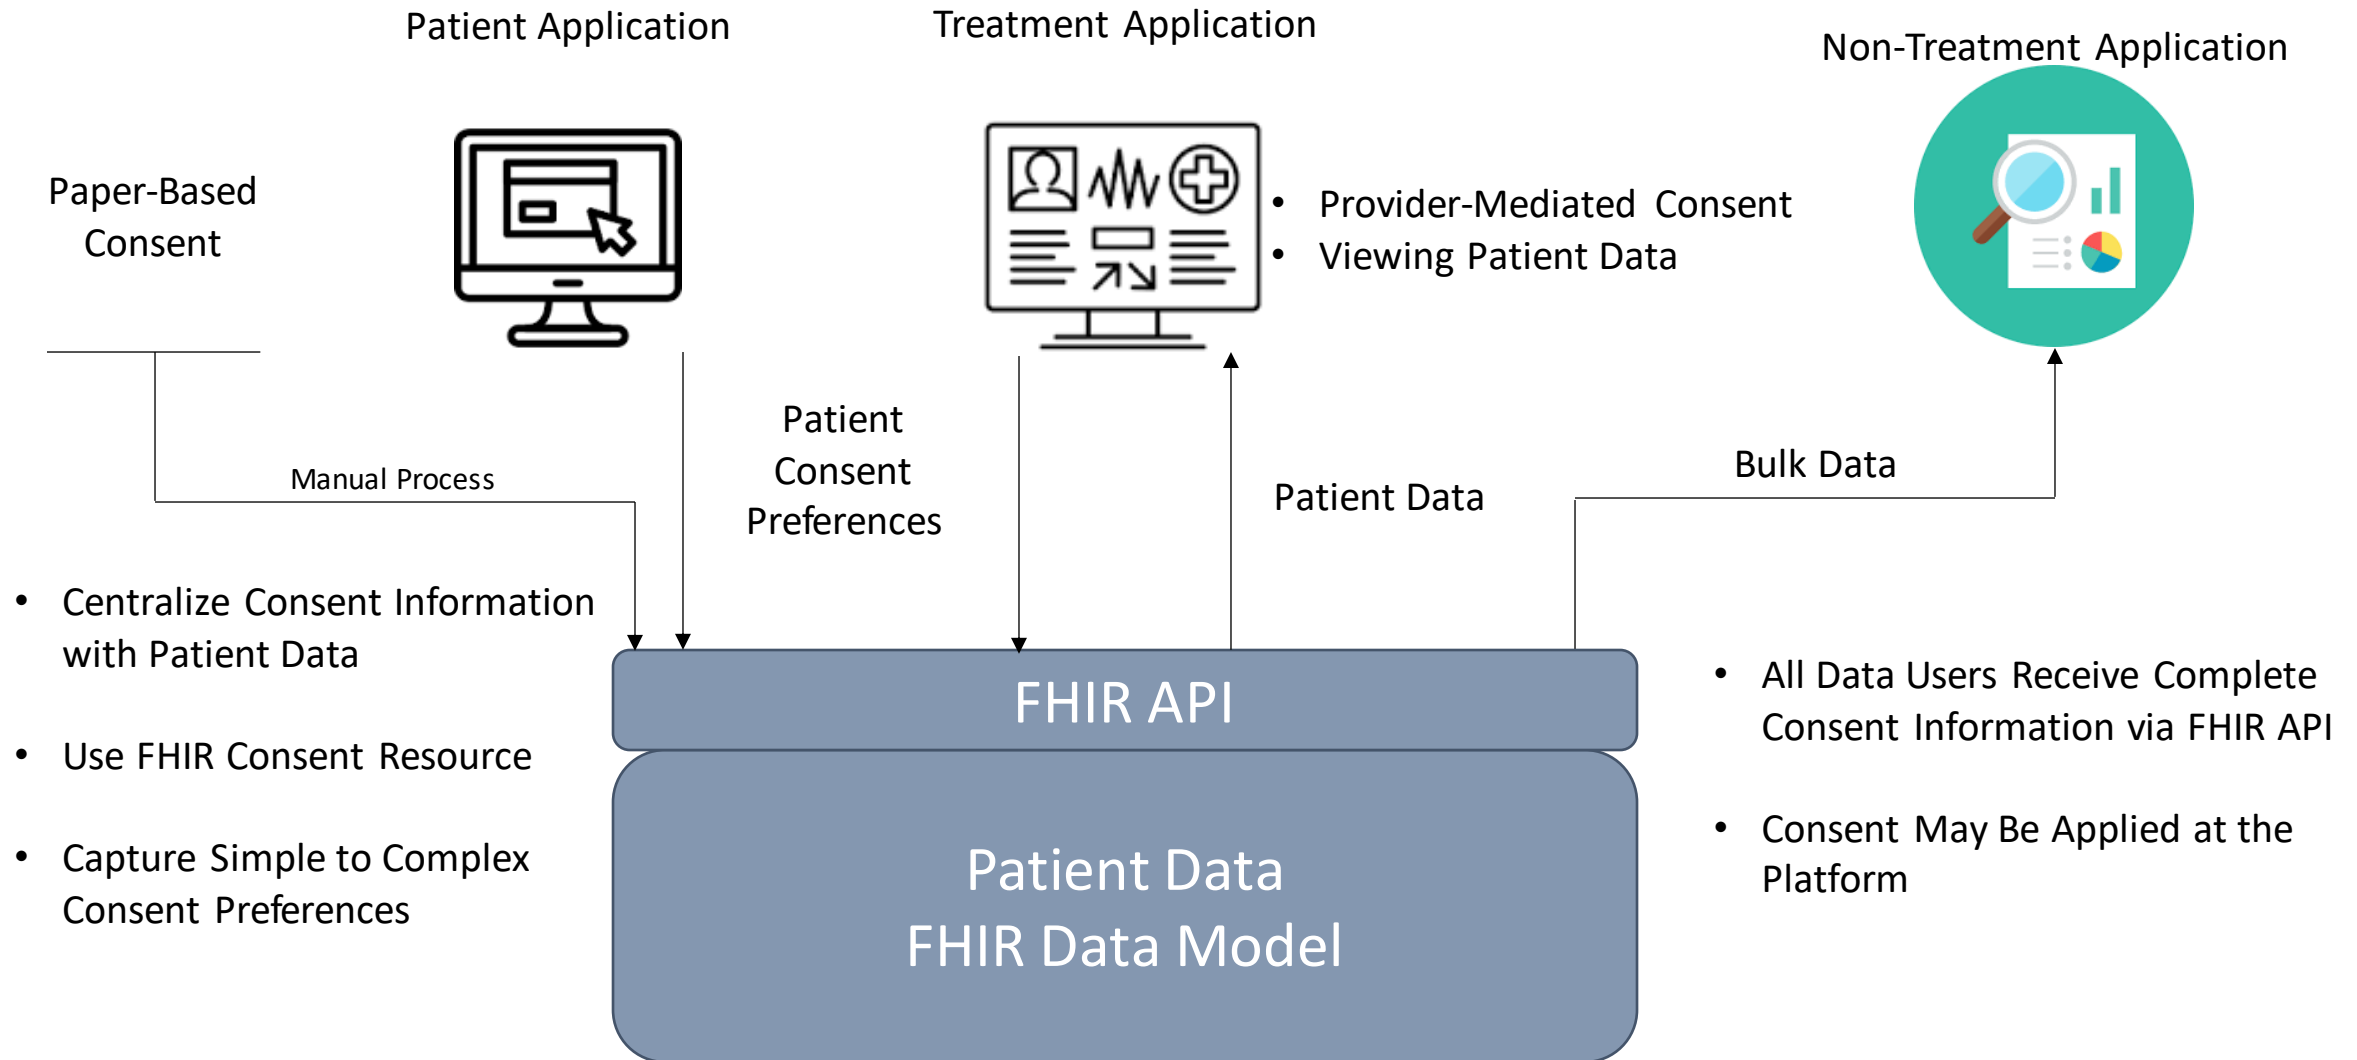 Patient Application
Treatment Application
Non-Treatment Application
Paper-Based
Consent
• Provider-Mediated Consent
• Viewing Patient Data
Manual Process
Patient
Consent
Preferences
Patient Data
Bulk Data
• Centralize Consent Information
with Patient Data
• Use FHIR Consent Resource
• Capture Simple to Complex
Consent Preferences
FHIR API
Patient Data
FHIR Data Model
• All Data Users Receive Complete
Consent Information via FHIR API
• Consent May Be Applied at the
Platform